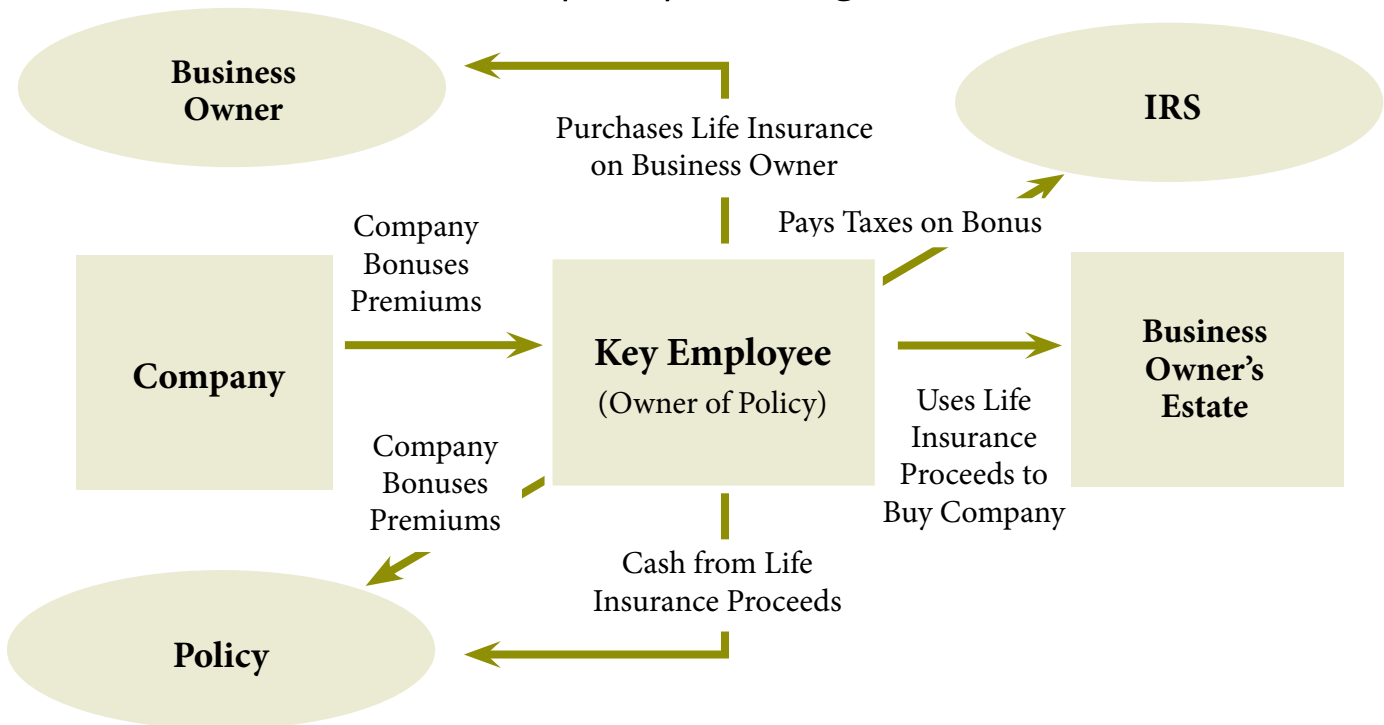 Business
Owner
IRS
Purchases Life Insurance
on Business Owner
Pays Taxes on Bonus
Company
Bonuses
Premiums
Company
Key Employee
(Owner of Policy)
Business
Owner’s
Estate
Uses Life
Insurance
Proceeds to
Buy Company
Company
Bonuses
Premiums
Cash from Life
Insurance Proceeds
Policy